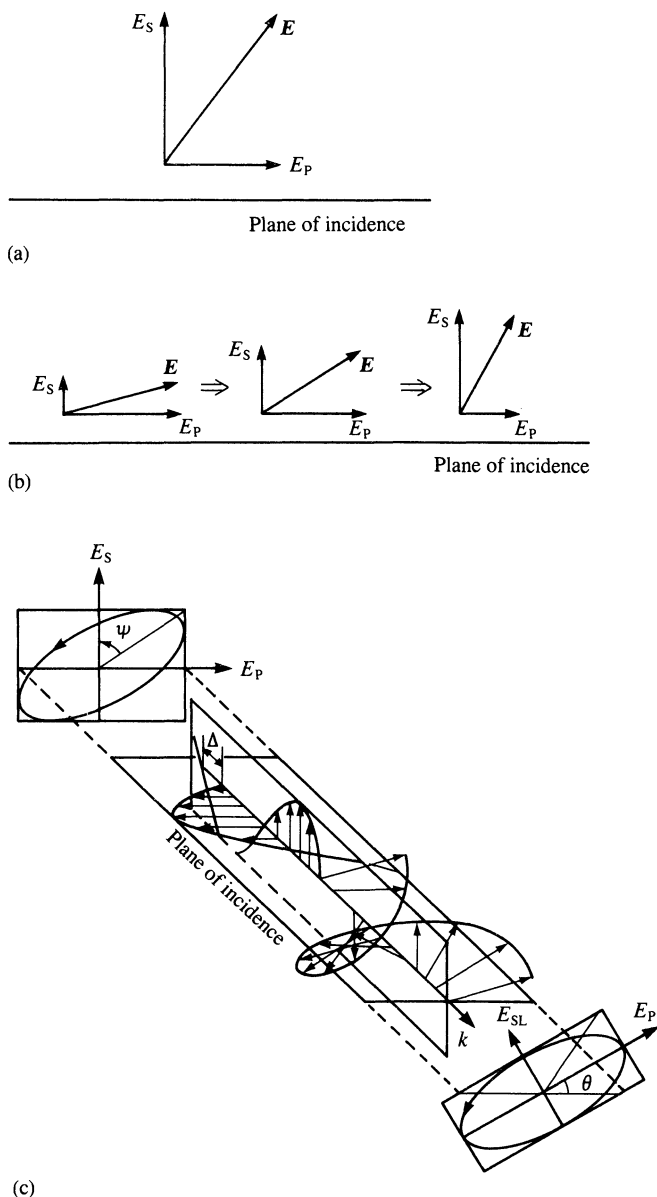 E_S
E
E_P
Plane of incidence
(a)
E_S E E_P
⇒
E_S E E_P
⇒
E_S E E_P
Plane of incidence
(b)
E_S
ψ
E_P
Δ
Plane of incidence
k
E_SL
E_P
θ
(c)